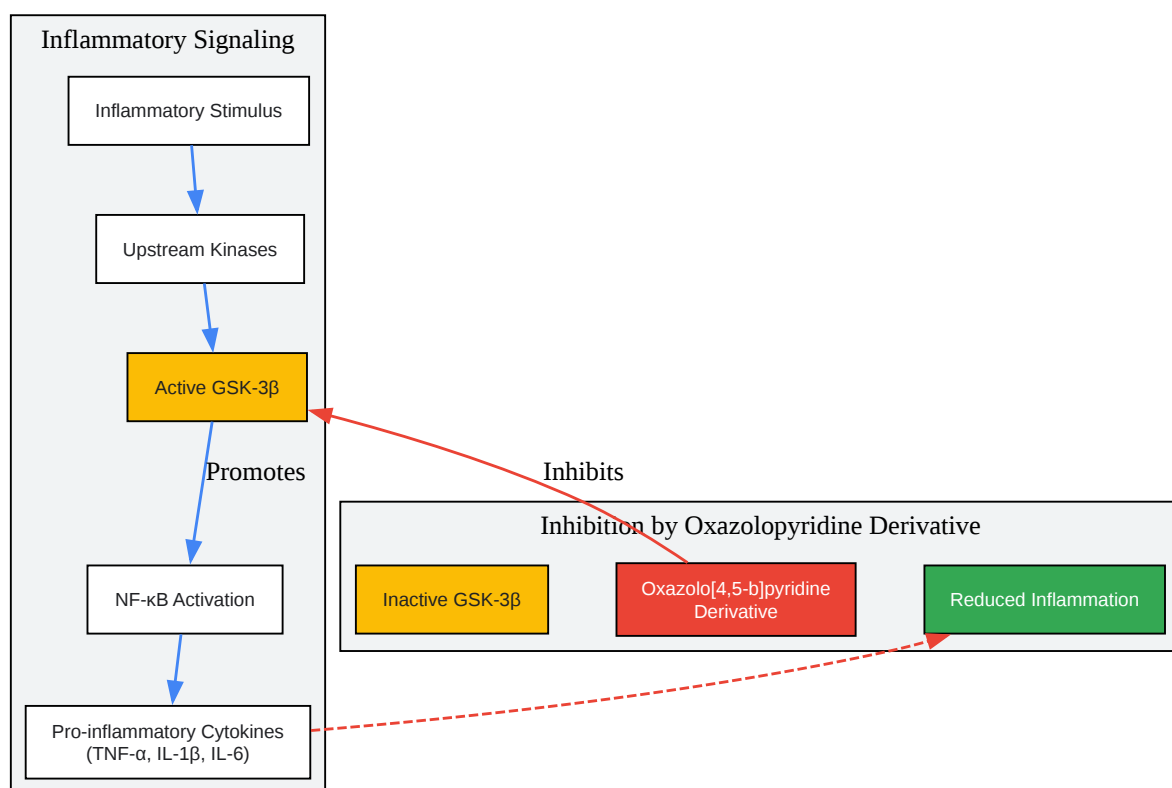 Inflammatory Signaling
Inflammatory Stimulus
Upstream Kinases
Active GSK-3β
Promotes
Inhibits
NF-κB Activation
Pro-inflammatory Cytokines
(TNF-α, IL-1β, IL-6)
Inhibition by Oxazolopyridine Derivative
Inactive GSK-3β
Oxazolo[4,5-b]pyridine
Derivative
Reduced Inflammation